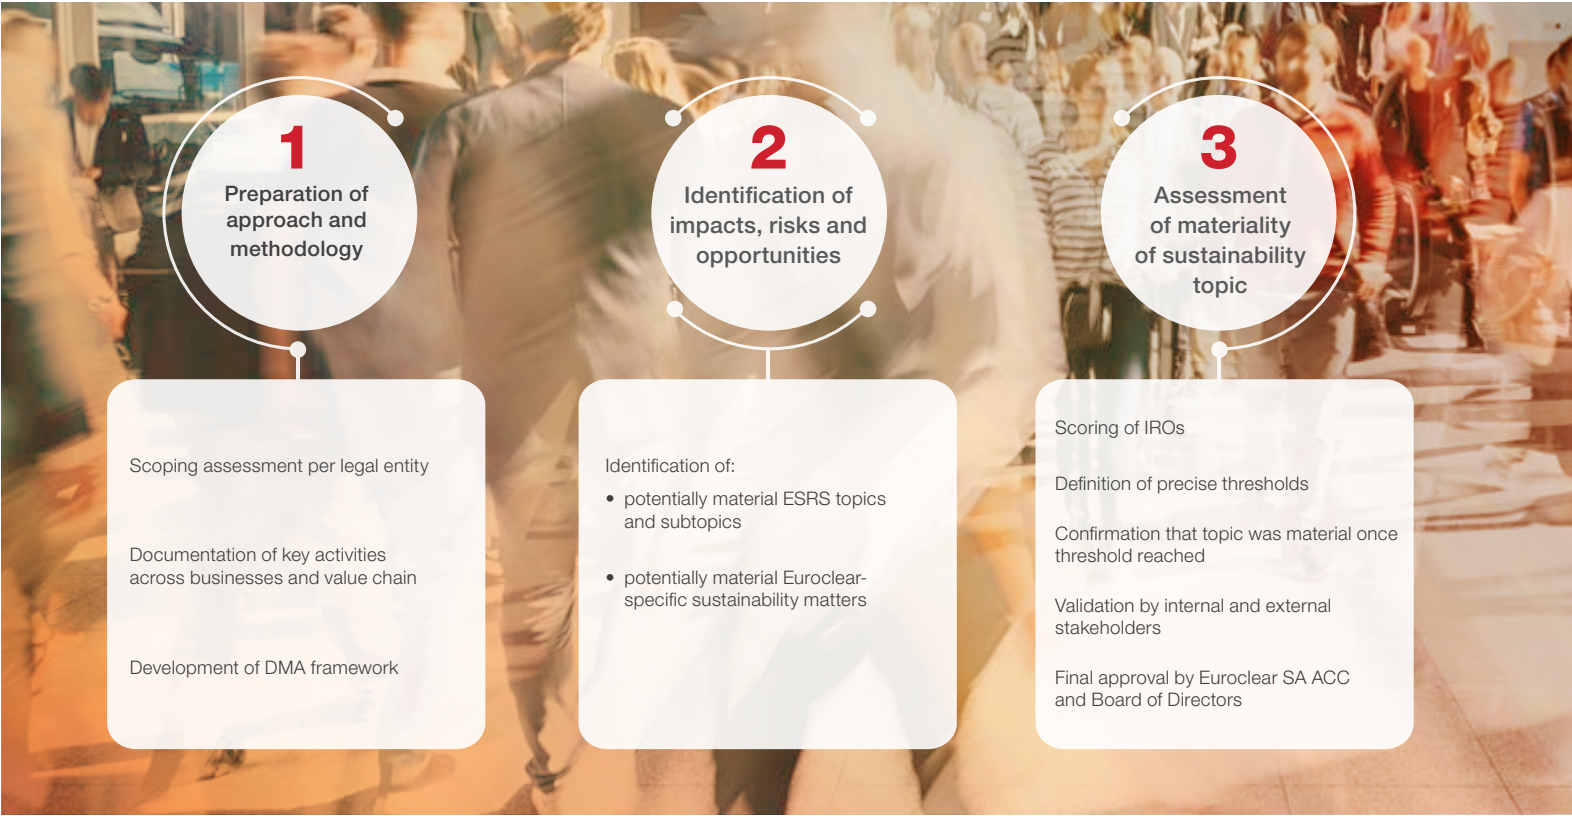 1
Preparation of
approach and
methodology
Scoping assessment per legal entity
Documentation of key activities
across businesses and value chain
Development of DMA framework
2
Identification of
impacts, risks and
opportunities
Identification of:
• potentially material ESRS topics
and subtopics
• potentially material Euroclear-
specific sustainability matters
3
Assessment
of materiality
of sustainability
topic
Scoring of IROs
Definition of precise thresholds
Confirmation that topic was material once
threshold reached
Validation by internal and external
stakeholders
Final approval by Euroclear SA ACC
and Board of Directors